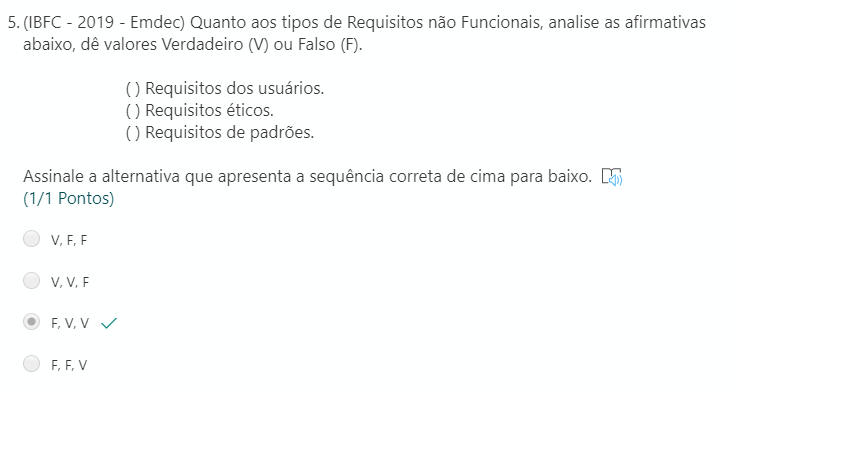 5. (IBFC - 2019 - Emdec) Quanto aos tipos de Requisitos não Funcionais, analise as afirmativas
abaixo, dê valores Verdadeiro (V) ou Falso (F).
( ) Requisitos dos usuários.
( ) Requisitos éticos.
( ) Requisitos de padrões.
Assinale a alternativa que apresenta a sequência correta de cima para baixo.
(1/1 Pontos)
V, F, F
V, V, F
F, V, V
F, F, V